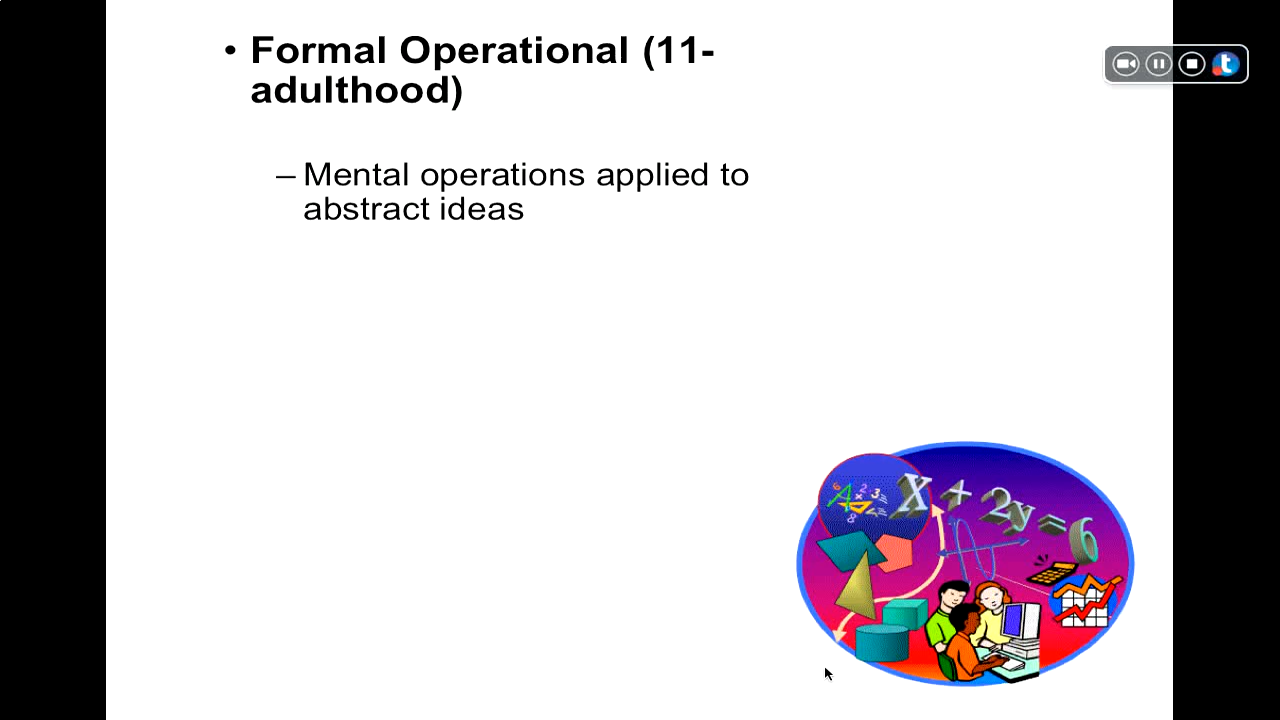 • Formal Operational (11-
adulthood)
– Mental operations applied to
abstract ideas
X + 2y = 6